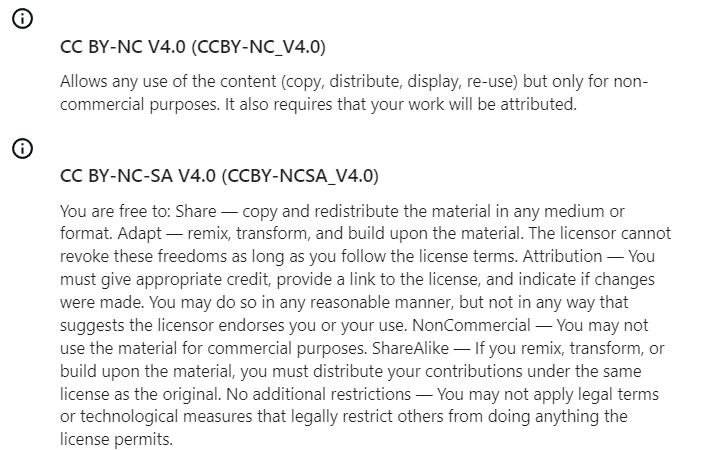 CC BY-NC V4.0 (CCBY-NC_V4.0)
Allows any use of the content (copy, distribute, display, re-use) but only for non-
commercial purposes. It also requires that your work will be attributed.
CC BY-NC-SA V4.0 (CCBY-NCSA_V4.0)
You are free to: Share — copy and redistribute the material in any medium or
format. Adapt — remix, transform, and build upon the material. The licensor cannot
revoke these freedoms as long as you follow the license terms. Attribution — You
must give appropriate credit, provide a link to the license, and indicate if changes
were made. You may do so in any reasonable manner, but not in any way that
suggests the licensor endorses you or your use. NonCommercial — You may not
use the material for commercial purposes. ShareAlike — If you remix, transform, or
build upon the material, you must distribute your contributions under the same
license as the original. No additional restrictions — You may not apply legal terms
or technological measures that legally restrict others from doing anything the
license permits.